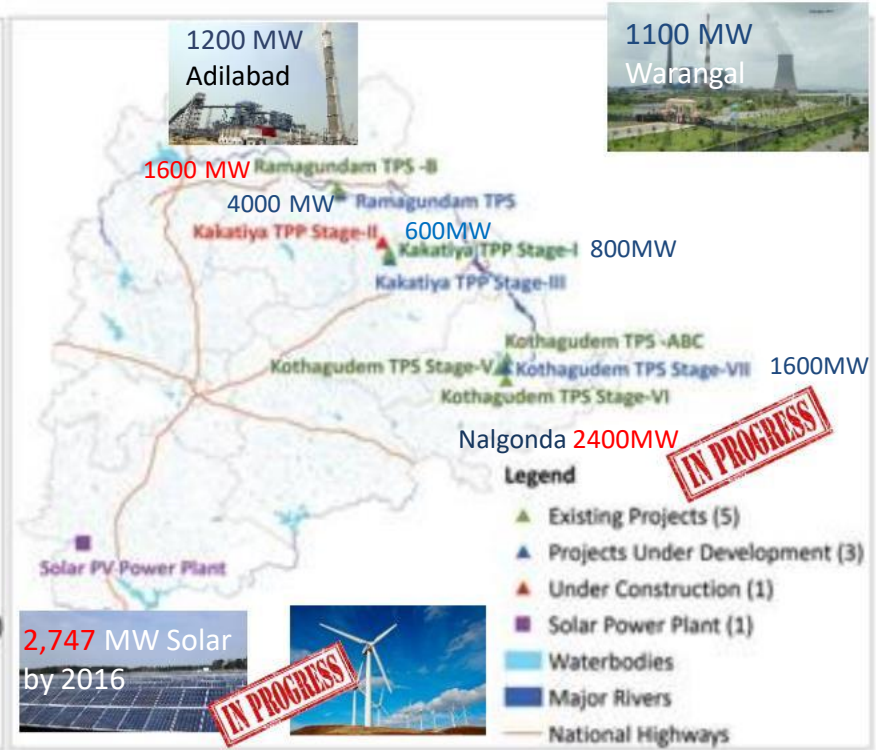 1200 MW
Adilabad
1100 MW
Warangal
1600 MW Ramagundam TPS -B
4000 MW Ramagundam TPS
Kakatiya TPP Stage-II 600MW
Kakatiya TPP Stage-I 800MW
Kakatiya TPP Stage-III
Kothagudem TPS -ABC
Kothagudem TPS Stage-V Kothagudem TPS Stage-VII 1600MW
Kothagudem TPS Stage-VI
Nalgonda 2400MW
IN PROGRESS
Legend
Existing Projects (5)
Projects Under Development (3)
Under Construction (1)
Solar Power Plant (1)
Waterbodies
Major Rivers
National Highways
Solar PV Power Plant
2,747 MW Solar
by 2016
IN PROGRESS